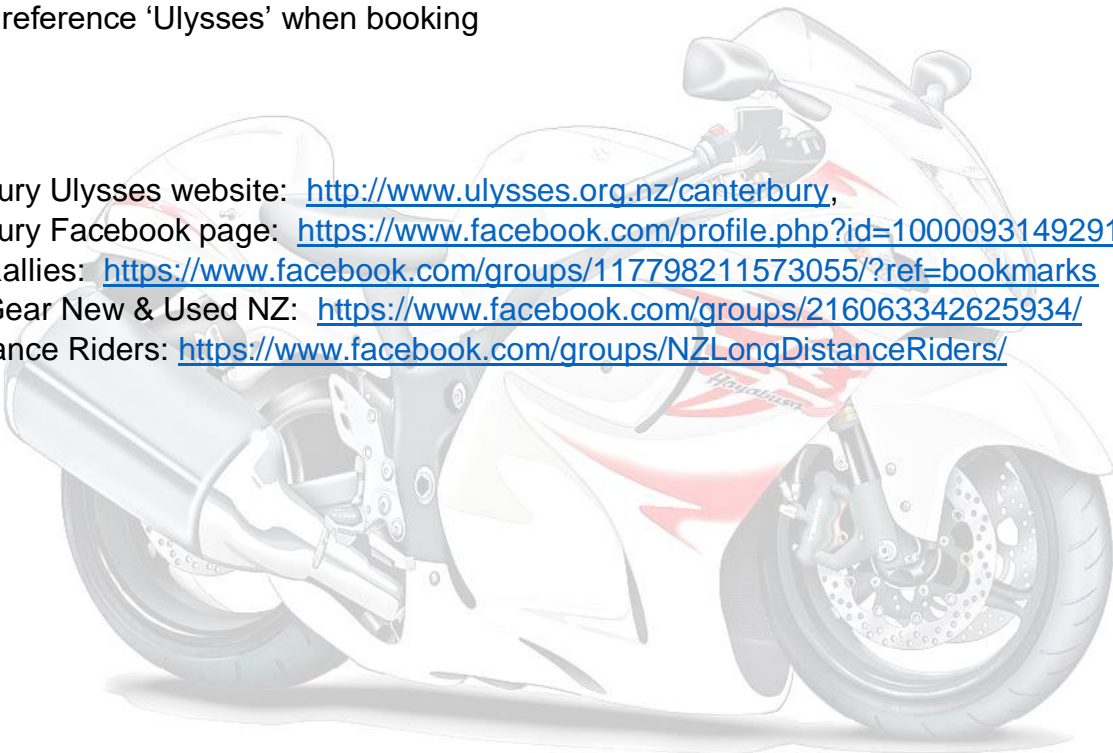 reference ‘Ulysses’ when booking
ury Ulysses website: http://www.ulysses.org.nz/canterbury,
ury Facebook page: https://www.facebook.com/profile.php?id=1000093149291
allies: https://www.facebook.com/groups/117798211573055/?ref=bookmarks
Gear New & Used NZ: https://www.facebook.com/groups/216063342625934/
ance Riders: https://www.facebook.com/groups/NZLongDistanceRiders/
Hayabusa